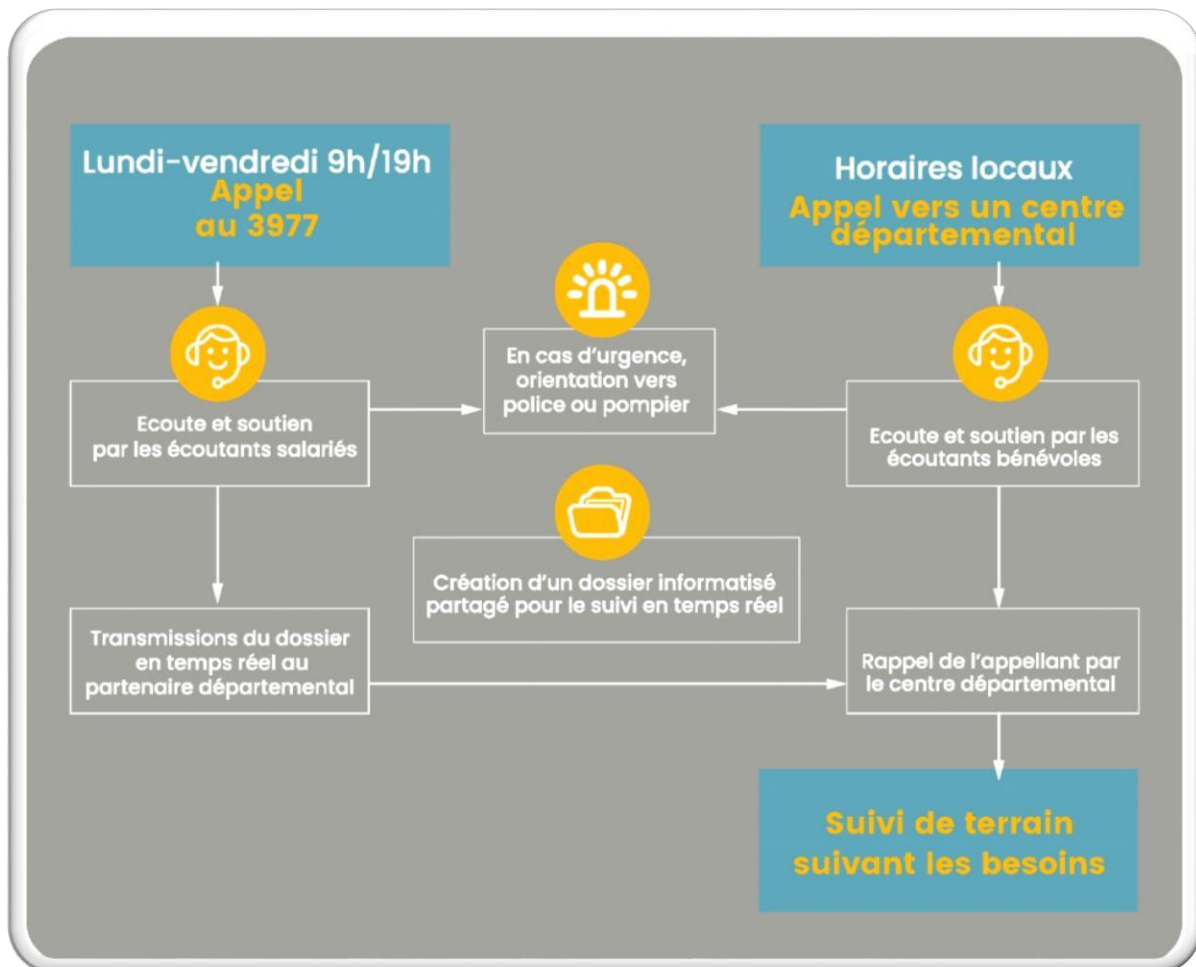 Lundi-vendredi 9h/19h
Appel
au 3977
Horaires locaux
Appel vers un centre
départemental
En cas d'urgence,
orientation vers
police ou pompier
Ecoute et soutien
par les écoutants salariés
Ecoute et soutien par les
écoutants bénévoles
Création d'un dossier informatisé
partagé pour le suivi en temps réel
Transmissions du dossier
en temps réel au
partenaire départemental
Rappel de l'appellant par
le centre départemental
Suivi de terrain
suivant les besoins